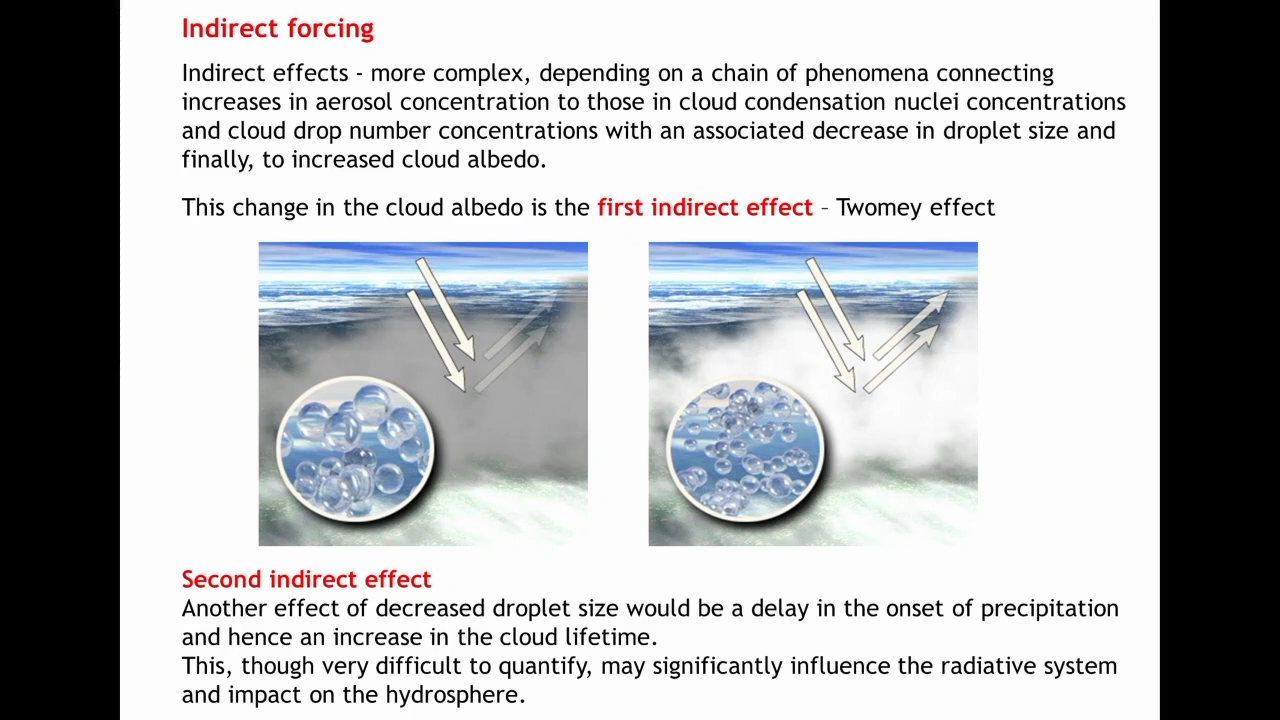 Indirect forcing
Indirect effects - more complex, depending on a chain of phenomena connecting
increases in aerosol concentration to those in cloud condensation nuclei concentrations
and cloud drop number concentrations with an associated decrease in droplet size and
finally, to increased cloud albedo.
This change in the cloud albedo is the first indirect effect – Twomey effect
Second indirect effect
Another effect of decreased droplet size would be a delay in the onset of precipitation
and hence an increase in the cloud lifetime.
This, though very difficult to quantify, may significantly influence the radiative system
and impact on the hydrosphere.